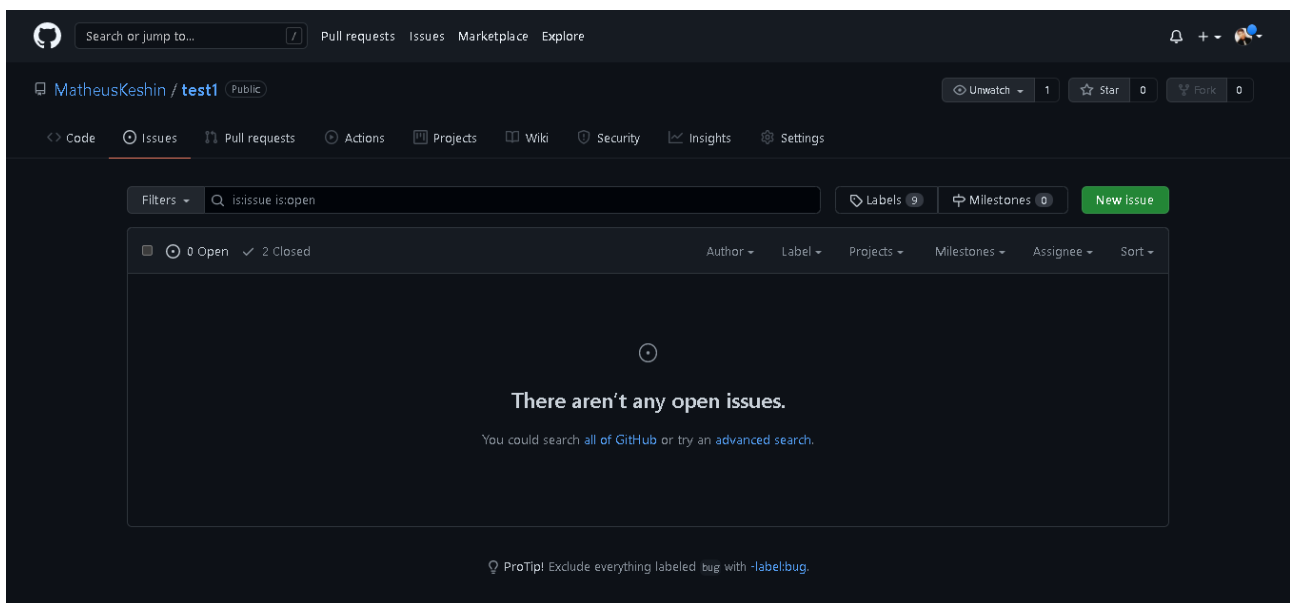 Search or jump to... / Pull requests Issues Marketplace Explore
MatheusKeshin / test1 Public Unwatch 1 Star 0 Fork 0
Code Issues Pull requests Actions Projects Wiki Security Insights Settings
Filters is:issue is:open Labels 9 Milestones 0 New issue
0 Open 2 Closed Author Label Projects Milestones Assignee Sort
There aren't any open issues.
You could search all of GitHub or try an advanced search.
ProTip! Exclude everything labeled bug with -label:bug.